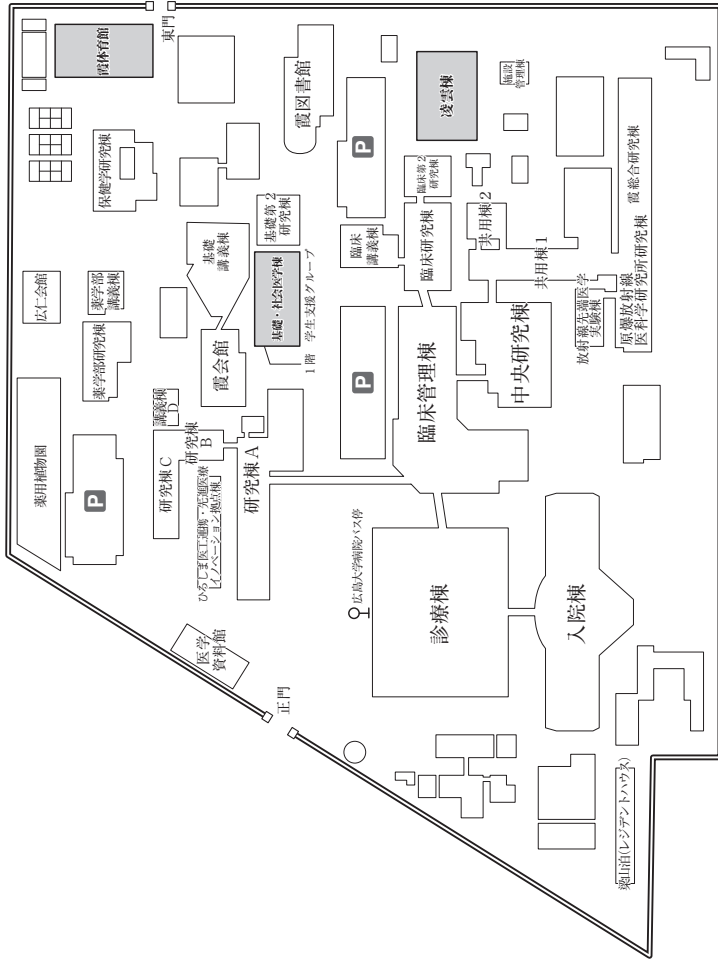 霞体育館
東門
保健学研究棟
霞図書館
凌雲棟
施設
管理棟
P
臨床第2
研究棟
霞総合研究棟
広仁会館
薬学部
講義棟
基礎
講義棟
基礎第2
研究棟
臨床
講義棟
臨床研究棟
共用棟2
共用棟1
薬学部研究棟
霞会館
基礎・社会医学棟
1階 学生支援グループ
放射線先端医学
実験棟
原爆放射線
医科学研究所研究棟
薬用植物園
P
講義棟
D
研究棟C
研究棟
B
研究棟A
ひろしま医工連携・先進医療
イノベーション拠点棟
P
臨床管理棟
中央研究棟
医学
資料館
正門
広島大学病院バス停
診療棟
入院棟
梁山泊(レジデントハウス)